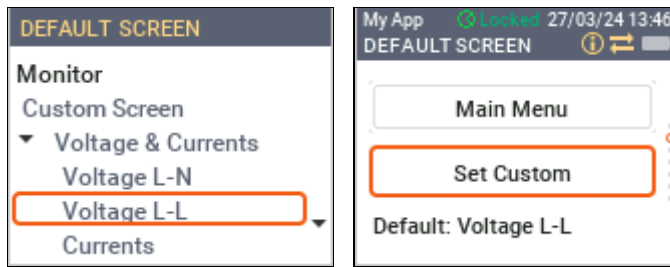 DEFAULT SCREEN
Monitor
Custom Screen
Voltage & Currents
Voltage L-N
Voltage L-L
Currents
My App Locked 27/03/24 13:46
DEFAULT SCREEN
Main Menu
Set Custom
Default: Voltage L-L